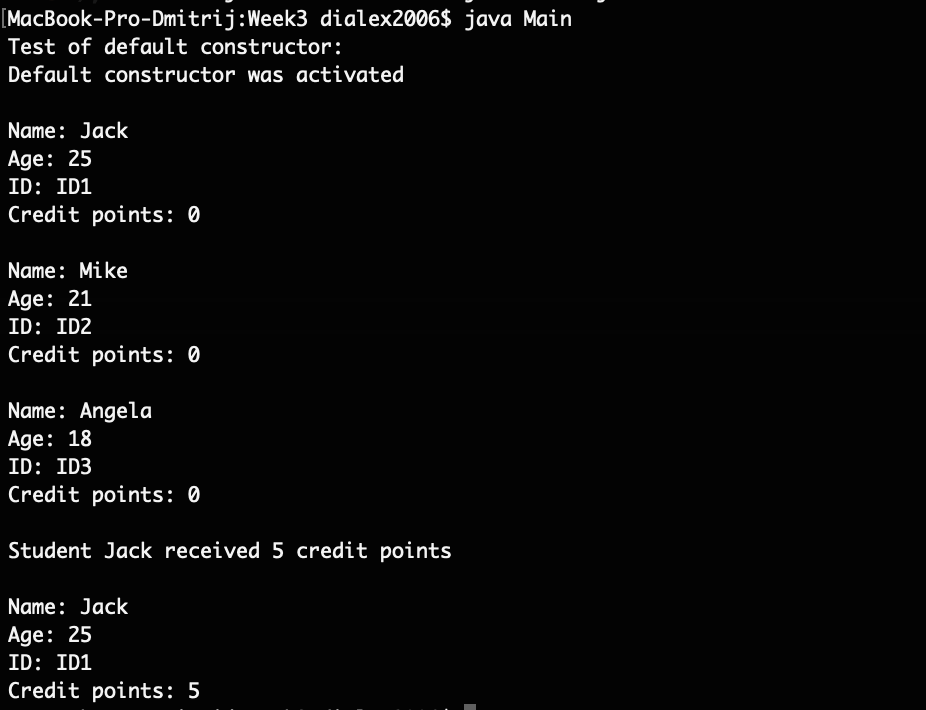 [MacBook-Pro-Dmitrij:Week3 dialex2006$ java Main
Test of default constructor:
Default constructor was activated
Name: Jack
Age: 25
ID: ID1
Credit points: 0
Name: Mike
Age: 21
ID: ID2
Credit points: 0
Name: Angela
Age: 18
ID: ID3
Credit points: 0
Student Jack received 5 credit points
Name: Jack
Age: 25
ID: ID1
Credit points: 5